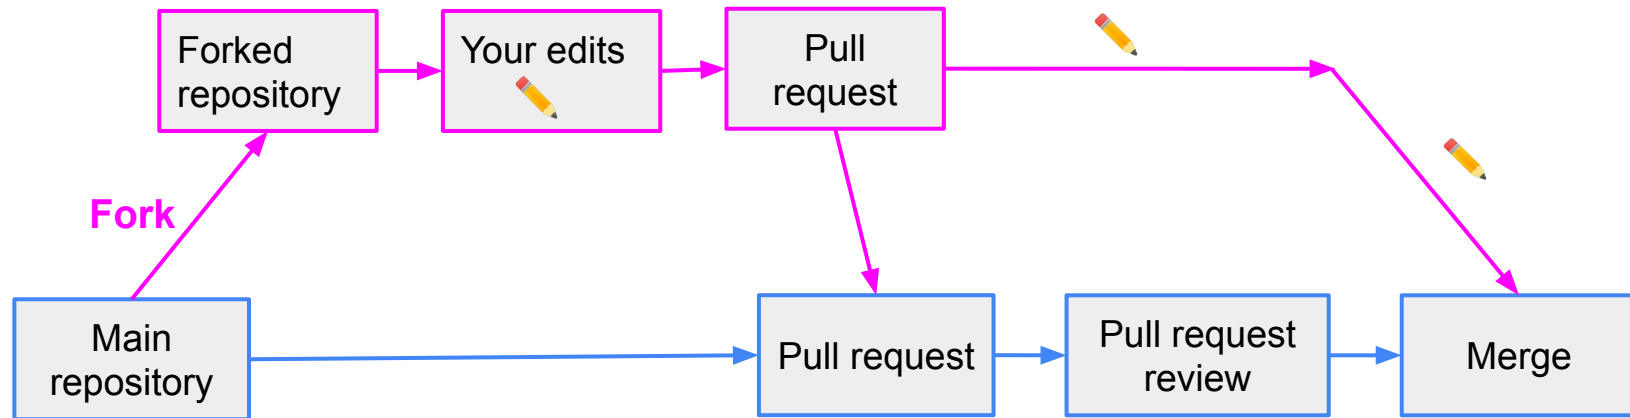 Forked
repository
Your edits
Pull
request
Fork
Main
repository
Pull request
Pull request
review
Merge